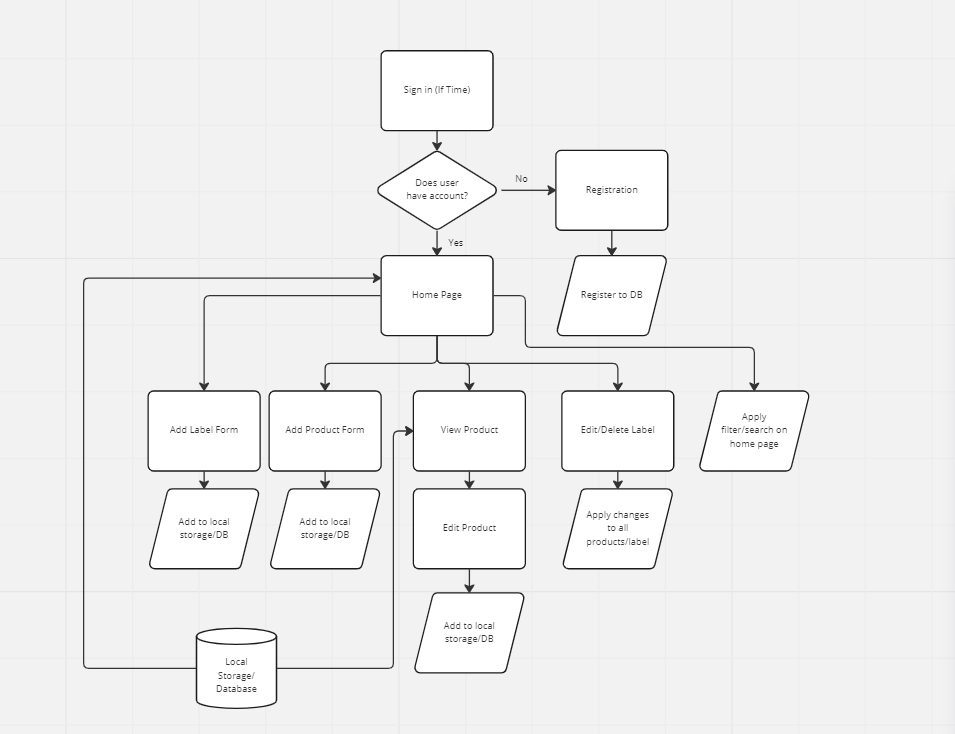 Sign in (If Time)
Does user
have account?
No
Registration
Yes
Home Page
Register to DB
Add Label Form
Add Product Form
View Product
Edit/Delete Label
Apply
filter/search on
home page
Add to local
storage/DB
Add to local
storage/DB
Edit Product
Apply changes
to all
products/label
Add to local
storage/DB
Local
Storage/
Database